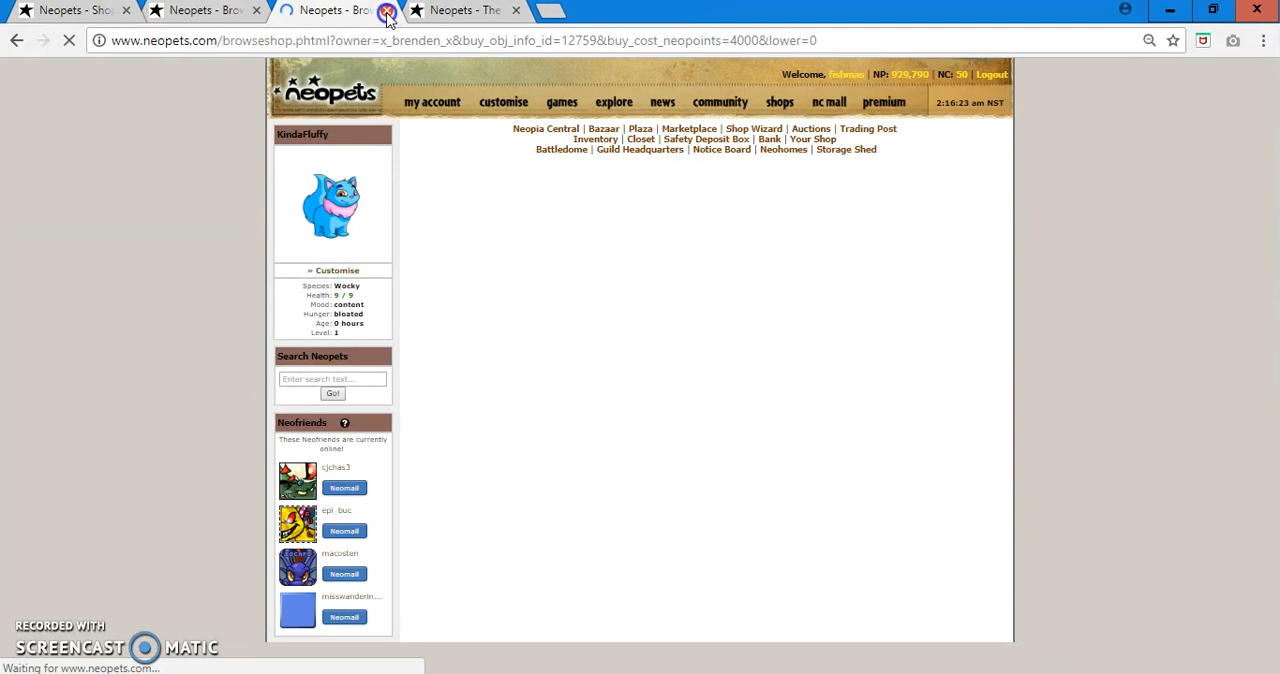 Neopets - Sho
Neopets - Brow
Neopets - Brow
Neopets - The
www.neopets.com/browseshop.phtml?owner=x_brenden_x&buy_obj_info_id=12759&buy_cost_neopoints=4000&lower=0
Welcome, fishmas | NP: 929,790 | NC: 50 | Logout
neopets
my account customise games explore news community shops nc mall premium 2:16:23 am NST
Neopia Central | Bazaar | Plaza | Marketplace | Shop Wizard | Auctions | Trading Post
Inventory | Closet | Safety Deposit Box | Bank | Your Shop
Battledome | Guild Headquarters | Notice Board | Neohomes | Storage Shed
KindaFluffy
» Customise
Species: Wocky
Health: 9 / 9
Mood: content
Hunger: bloated
Age: 0 hours
Level: 1
Search Neopets
Enter search text...
Go!
Neofriends ?
These Neofriends are currently
online!
cjchas3
Neomail
epi_buc
Neomail
macosten
Neomail
misswanderin...
Neomail
RECORDED WITH
SCREENCAST MATIC
Waiting for www.neopets.com...